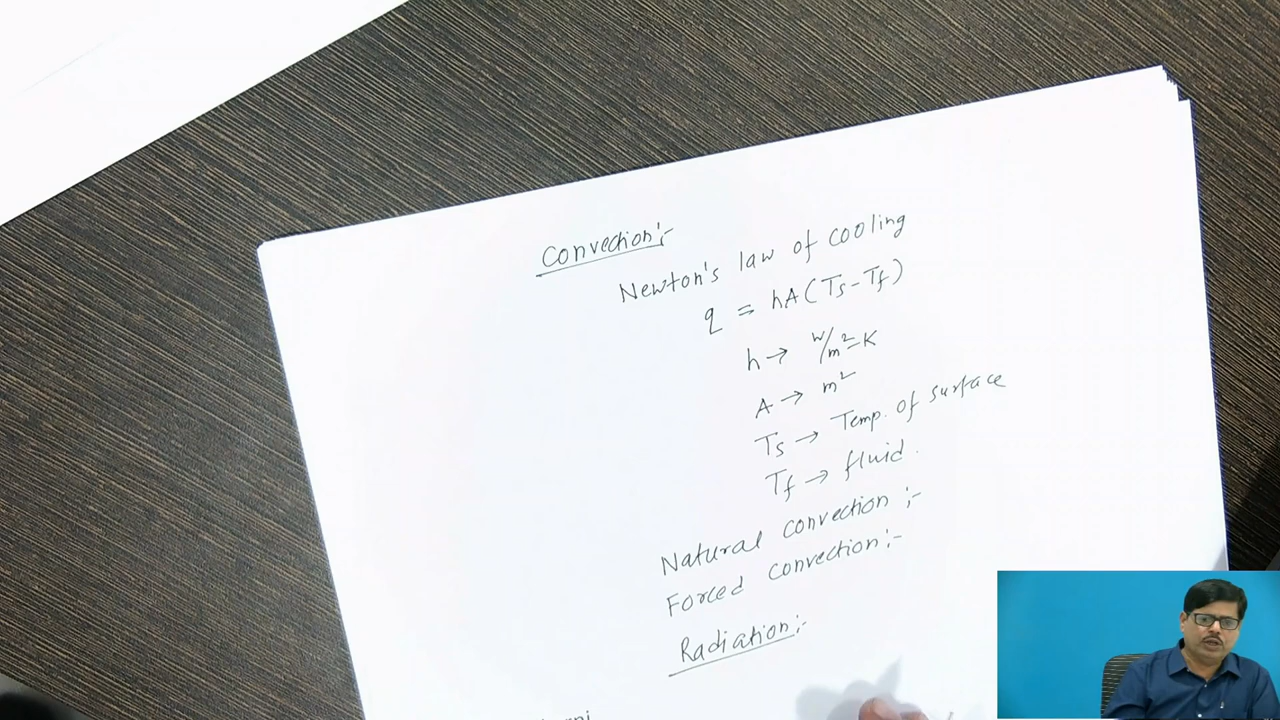 Convection:-
Newton's law of cooling
q = hA(Ts-Tf)
h → W/m²-K
A → m²
Ts → Temp. of surface
Tf → fluid.
Natural convection :-
Forced convection:-
Radiation:-